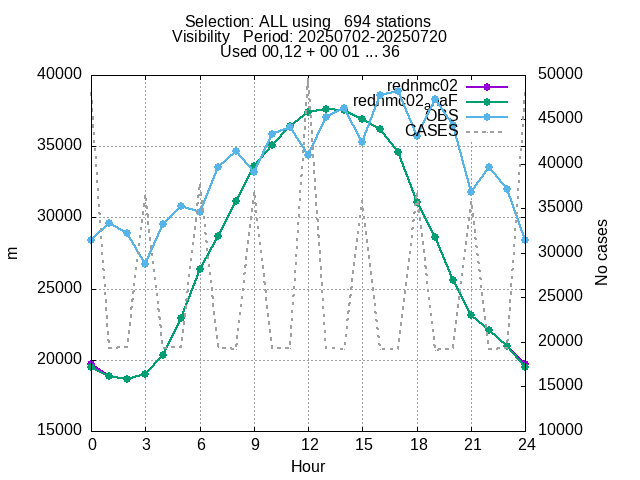 Selection: ALL using   694 stations
Visibility   Period: 20250702-20250720
Used 00,12 + 00 01 ... 36
40000
35000
30000
25000
20000
15000
50000
45000
40000
35000
30000
25000
20000
15000
10000
0 3 6 9 12 15 18 21 24
m
No cases
Hour
rednmc02
OBS
CASES